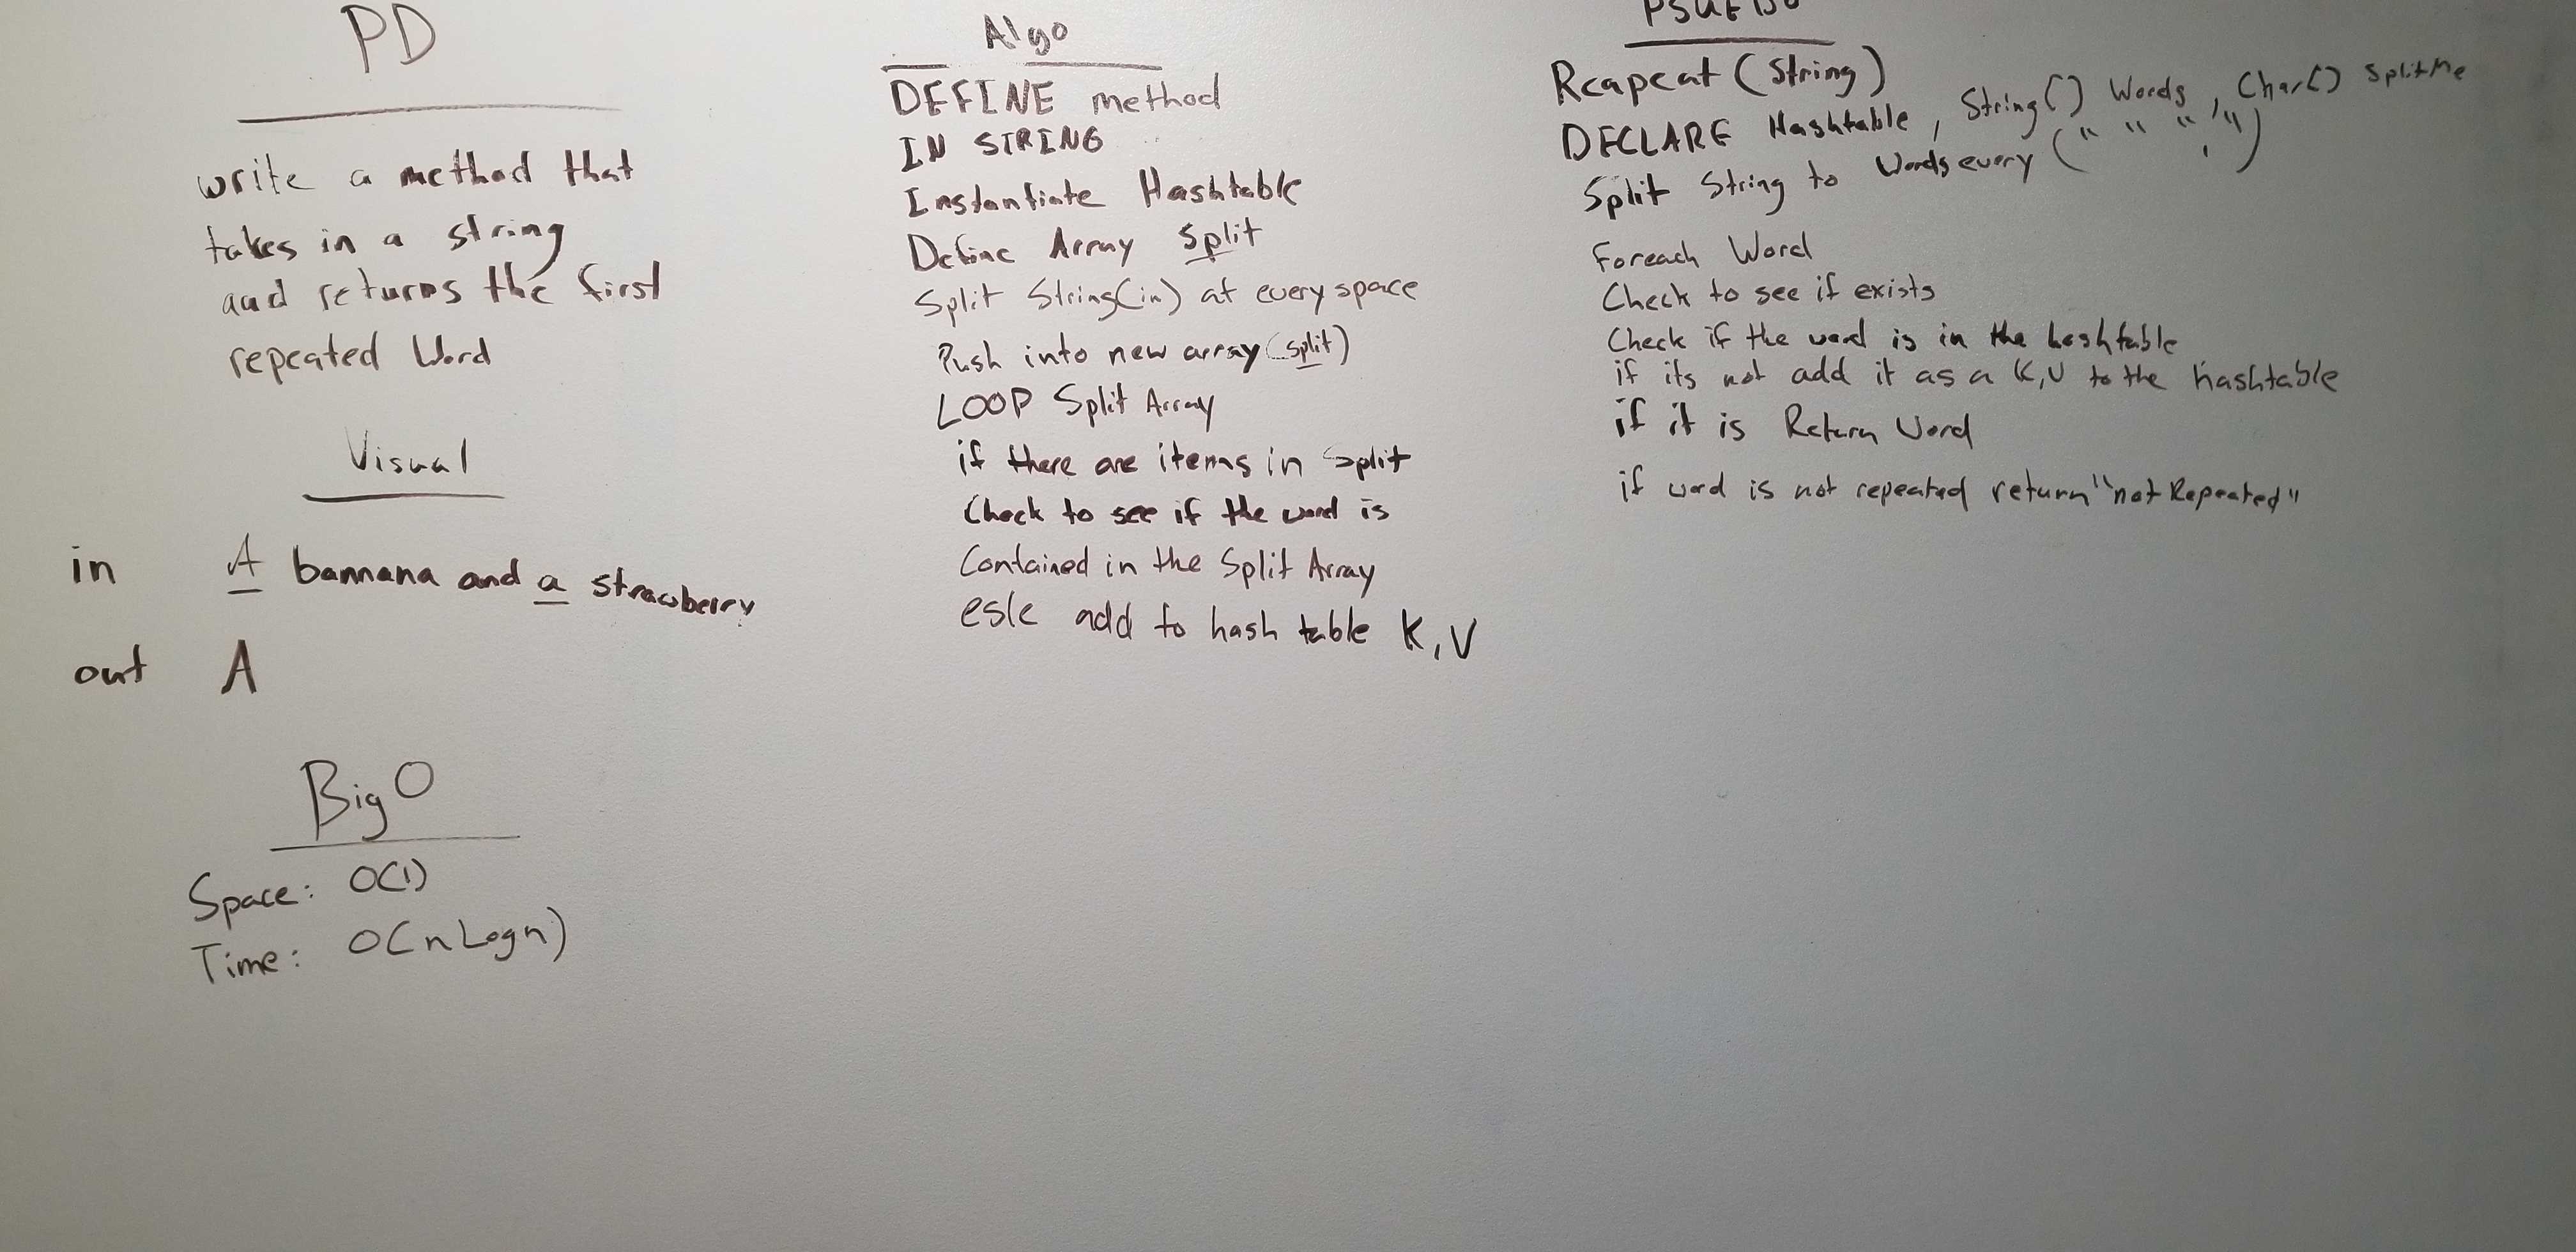 PD
write a method that
takes in a string
and returns the first
repeated Word
Visual
in A bannana and a strawberry
out A
Big O
Space: O(1)
Time: O(n Log n)
Algo
DEFINE method
IN STRING
Instantiate Hashtable
Define Array Split
Split String(in) at every space
Push into new array (split)
LOOP Split Array
if there are items in Split
Check to see if the word is
Contained in the Split Array
esle add to hash table K,V
PSUEDO
Reapeat (String)
DECLARE Hashtable, String[] Words, Char[] SplitMe
Split String to Words every (" " ",")
Foreach Word
Check to see if exists
Check if the word is in the hashtable
if its not add it as a K,V to the hashtable
if it is Return Word
if word is not repeated return "not Repeated"